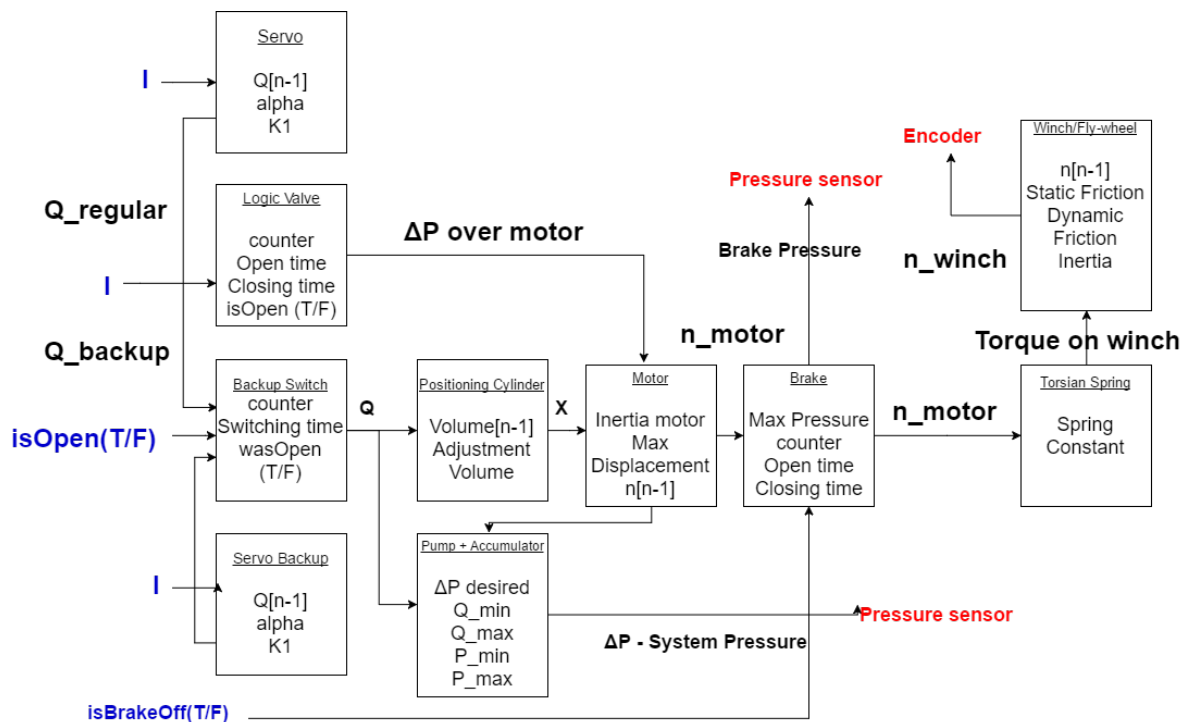 Servo
I
Q[n-1]
alpha
K1
Q_regular
Logic Valve
I
counter
Open time
Closing time
isOpen (T/F)
ΔP over motor
Q_backup
Backup Switch
isOpen(T/F)
counter
Switching time
wasOpen
(T/F)
Q
Positioning Cylinder
Volume[n-1]
Adjustment
Volume
X
Motor
Inertia motor
Max
Displacement
n[n-1]
n_motor
Brake
Max Pressure
counter
Open time
Closing time
Brake Pressure
Pressure sensor
n_motor
Torsian Spring
Spring
Constant
Torque on winch
Winch/Fly-wheel
n[n-1]
Static Friction
Dynamic
Friction
Inertia
n_winch
Encoder
Servo Backup
I
Q[n-1]
alpha
K1
Pump + Accumulator
ΔP desired
Q_min
Q_max
P_min
P_max
ΔP - System Pressure
Pressure sensor
isBrakeOff(T/F)